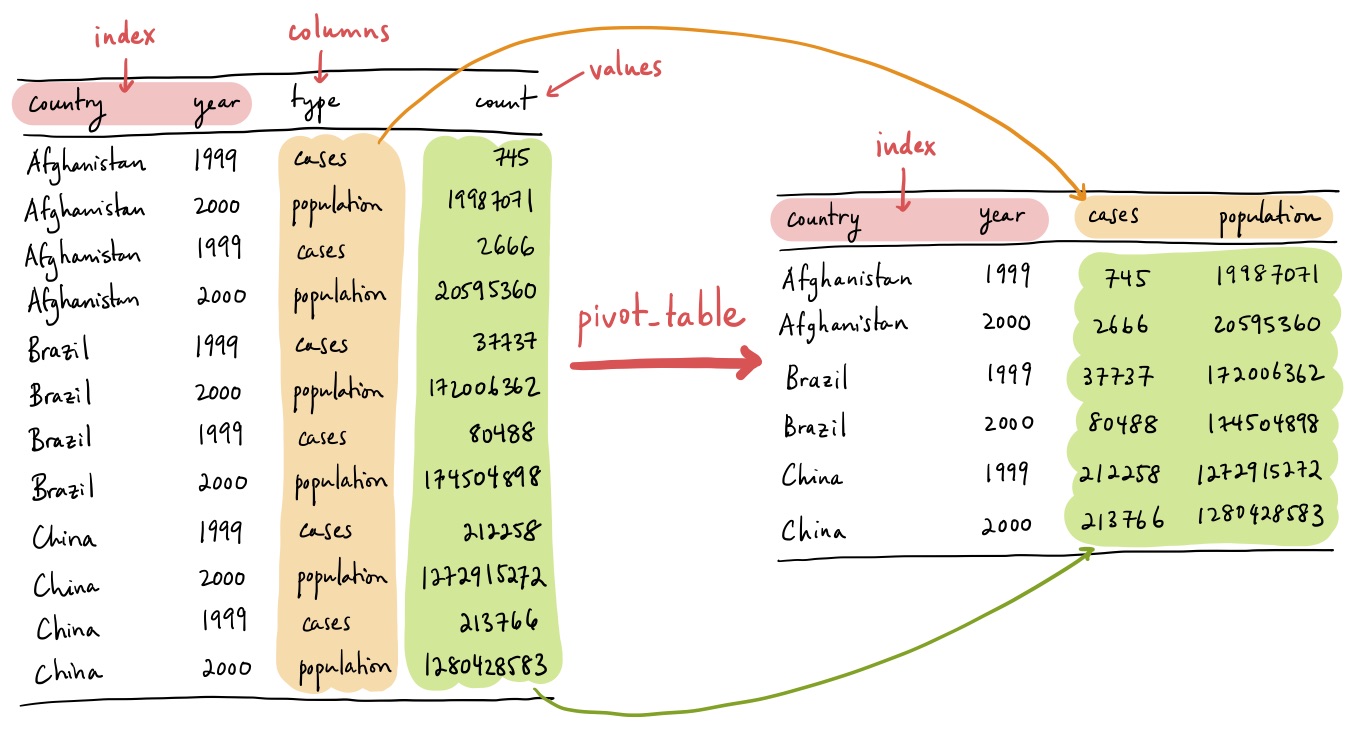 index columns
values
country year type count
Afghanistan 1999 cases 745
Afghanistan 2000 population 19987071
Afghanistan 1999 cases 2666
Afghanistan 2000 population 20595360
Brazil 1999 cases 37737
Brazil 2000 population 172006362
Brazil 1999 cases 80488
Brazil 2000 population 174504898
China 1999 cases 212258
China 2000 population 1272915272
China 1999 cases 213766
China 2000 population 1280428583
pivot_table
index
country year cases population
Afghanistan 1999 745 19987071
Afghanistan 2000 2666 20595360
Brazil 1999 37737 172006362
Brazil 2000 80488 174504898
China 1999 212258 1272915272
China 2000 213766 1280428583